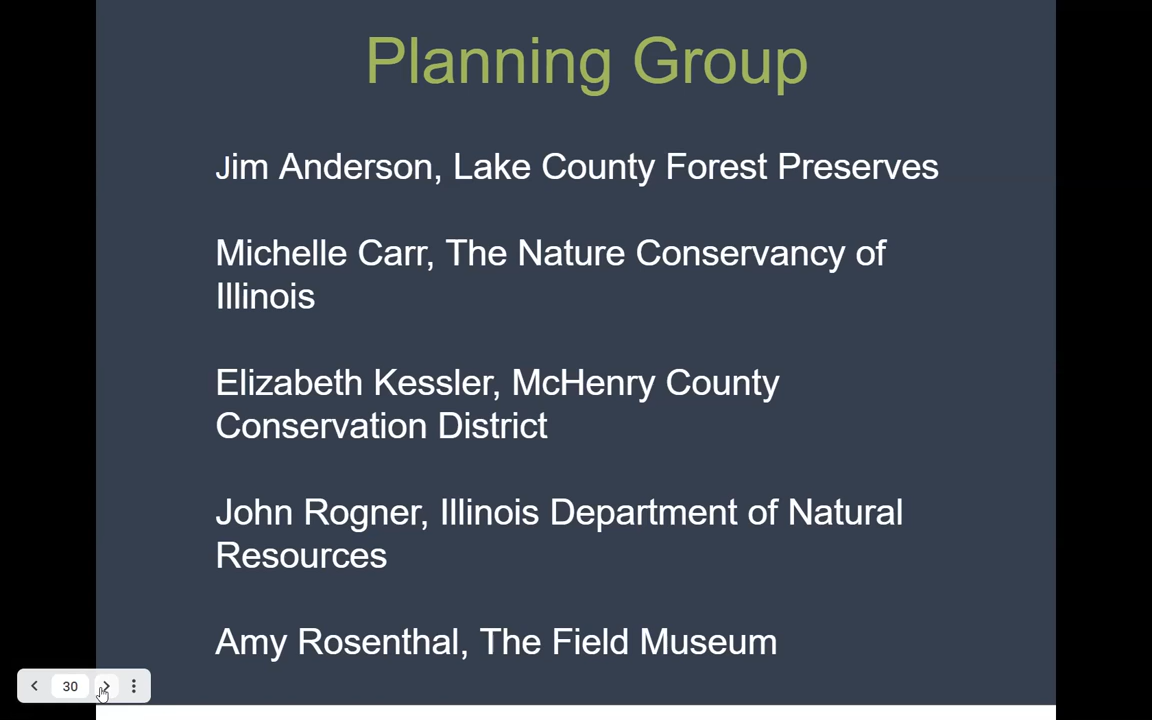 Planning Group
Jim Anderson, Lake County Forest Preserves
Michelle Carr, The Nature Conservancy of
Illinois
Elizabeth Kessler, McHenry County
Conservation District
John Rogner, Illinois Department of Natural
Resources
Amy Rosenthal, The Field Museum
30